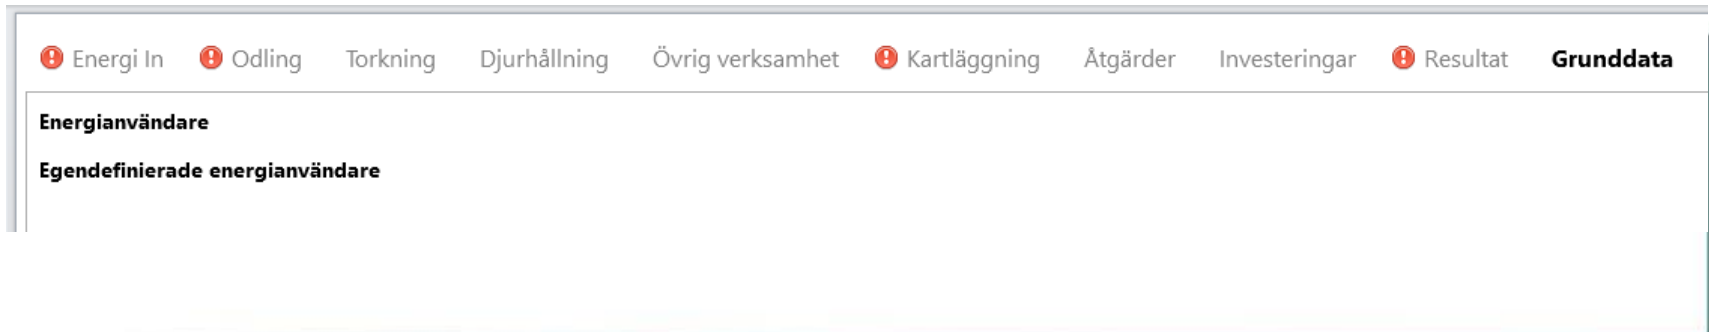 Energi In Odling Torkning Djurhållning Övrig verksamhet Kartläggning Åtgärder Investeringar Resultat Grunddata
Energianvändare
Egendefinierade energianvändare